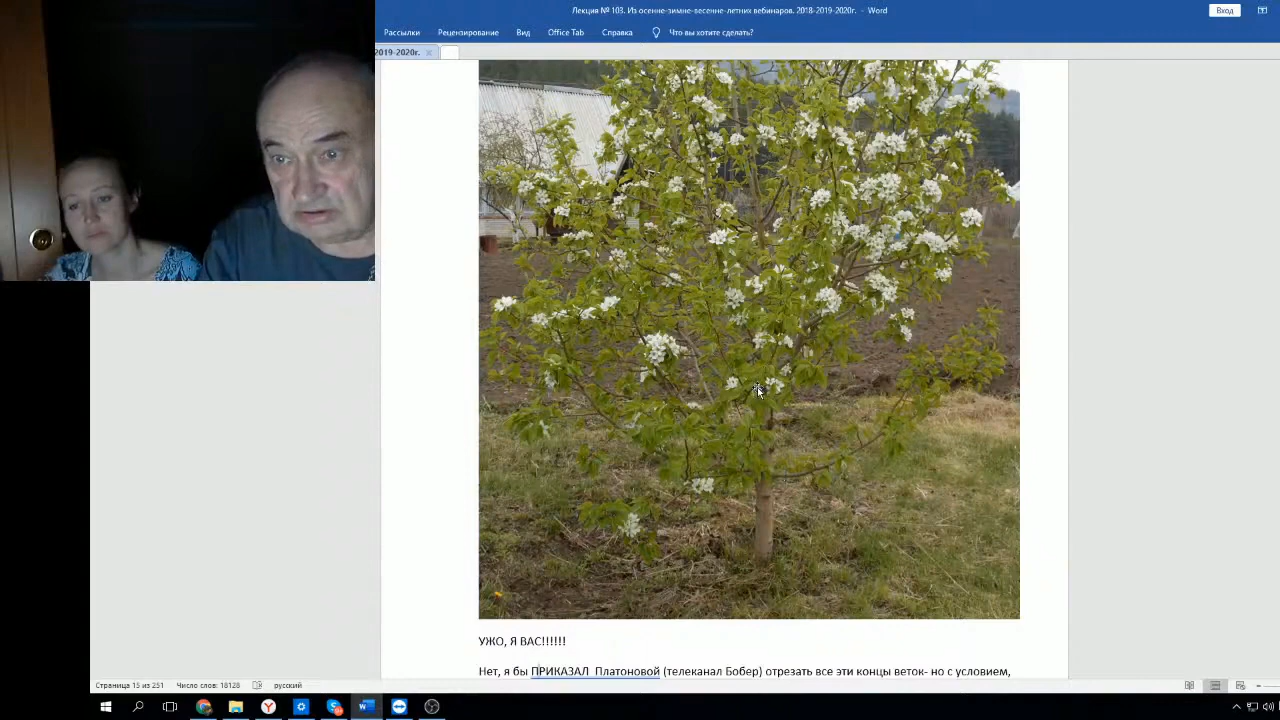 Лекция № 103. Из осенне-зимне-весенне-летних вебинаров. 2018-2019-2020г. - Word
Вход
Рассылки Рецензирование Вид Office Tab Справка Что вы хотите сделать?
2019-2020г.
УЖО, Я ВАС!!!!!!
Нет, я бы ПРИКАЗАЛ Платоновой (телеканал Бобер) отрезать все эти концы веток- но с условием,
Страница 15 из 251 Число слов: 18128 русский